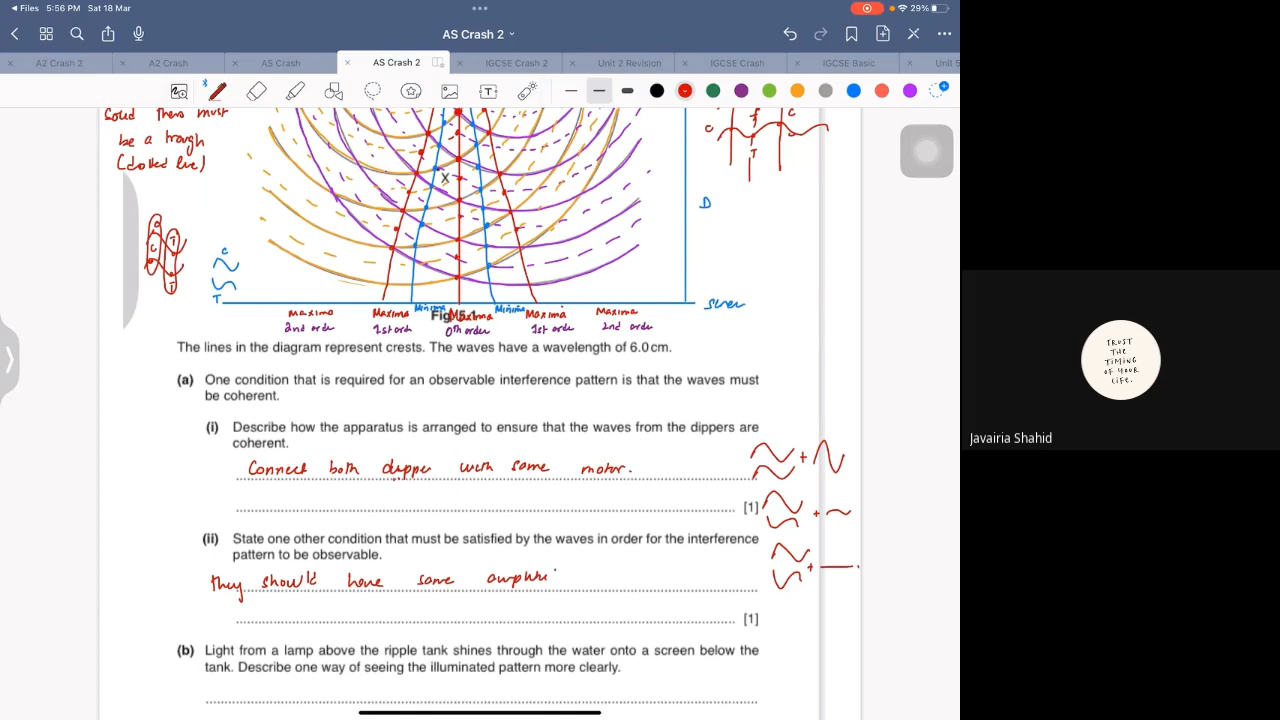 Files 5:56 PM Sat 18 Mar 29%
AS Crash 2
A2 Crash 2 A2 Crash AS Crash AS Crash 2 IGCSE Crash 2 Unit 2 Revision IGCSE Crash IGCSE Basic Unit 5
solid there must
be a trough
(dotted line)
C
T
C
T
T
C
T
C
T
D
screen
Minima Minima
Maxima Maxima Maxima Maxima Maxima
Fig. 5.1
2nd order 1st order 0th order 1st order 2nd order
The lines in the diagram represent crests. The waves have a wavelength of 6.0 cm.
(a) One condition that is required for an observable interference pattern is that the waves must
be coherent.
(i) Describe how the apparatus is arranged to ensure that the waves from the dippers are
coherent.
Connect both dipper with same motor.
[1]
(ii) State one other condition that must be satisfied by the waves in order for the interference
pattern to be observable.
they should have same
[1]
(b) Light from a lamp above the ripple tank shines through the water onto a screen below the
tank. Describe one way of seeing the illuminated pattern more clearly.
TRUST
THE
TIMING
OF YOUR
LIFE.
Javairia Shahid